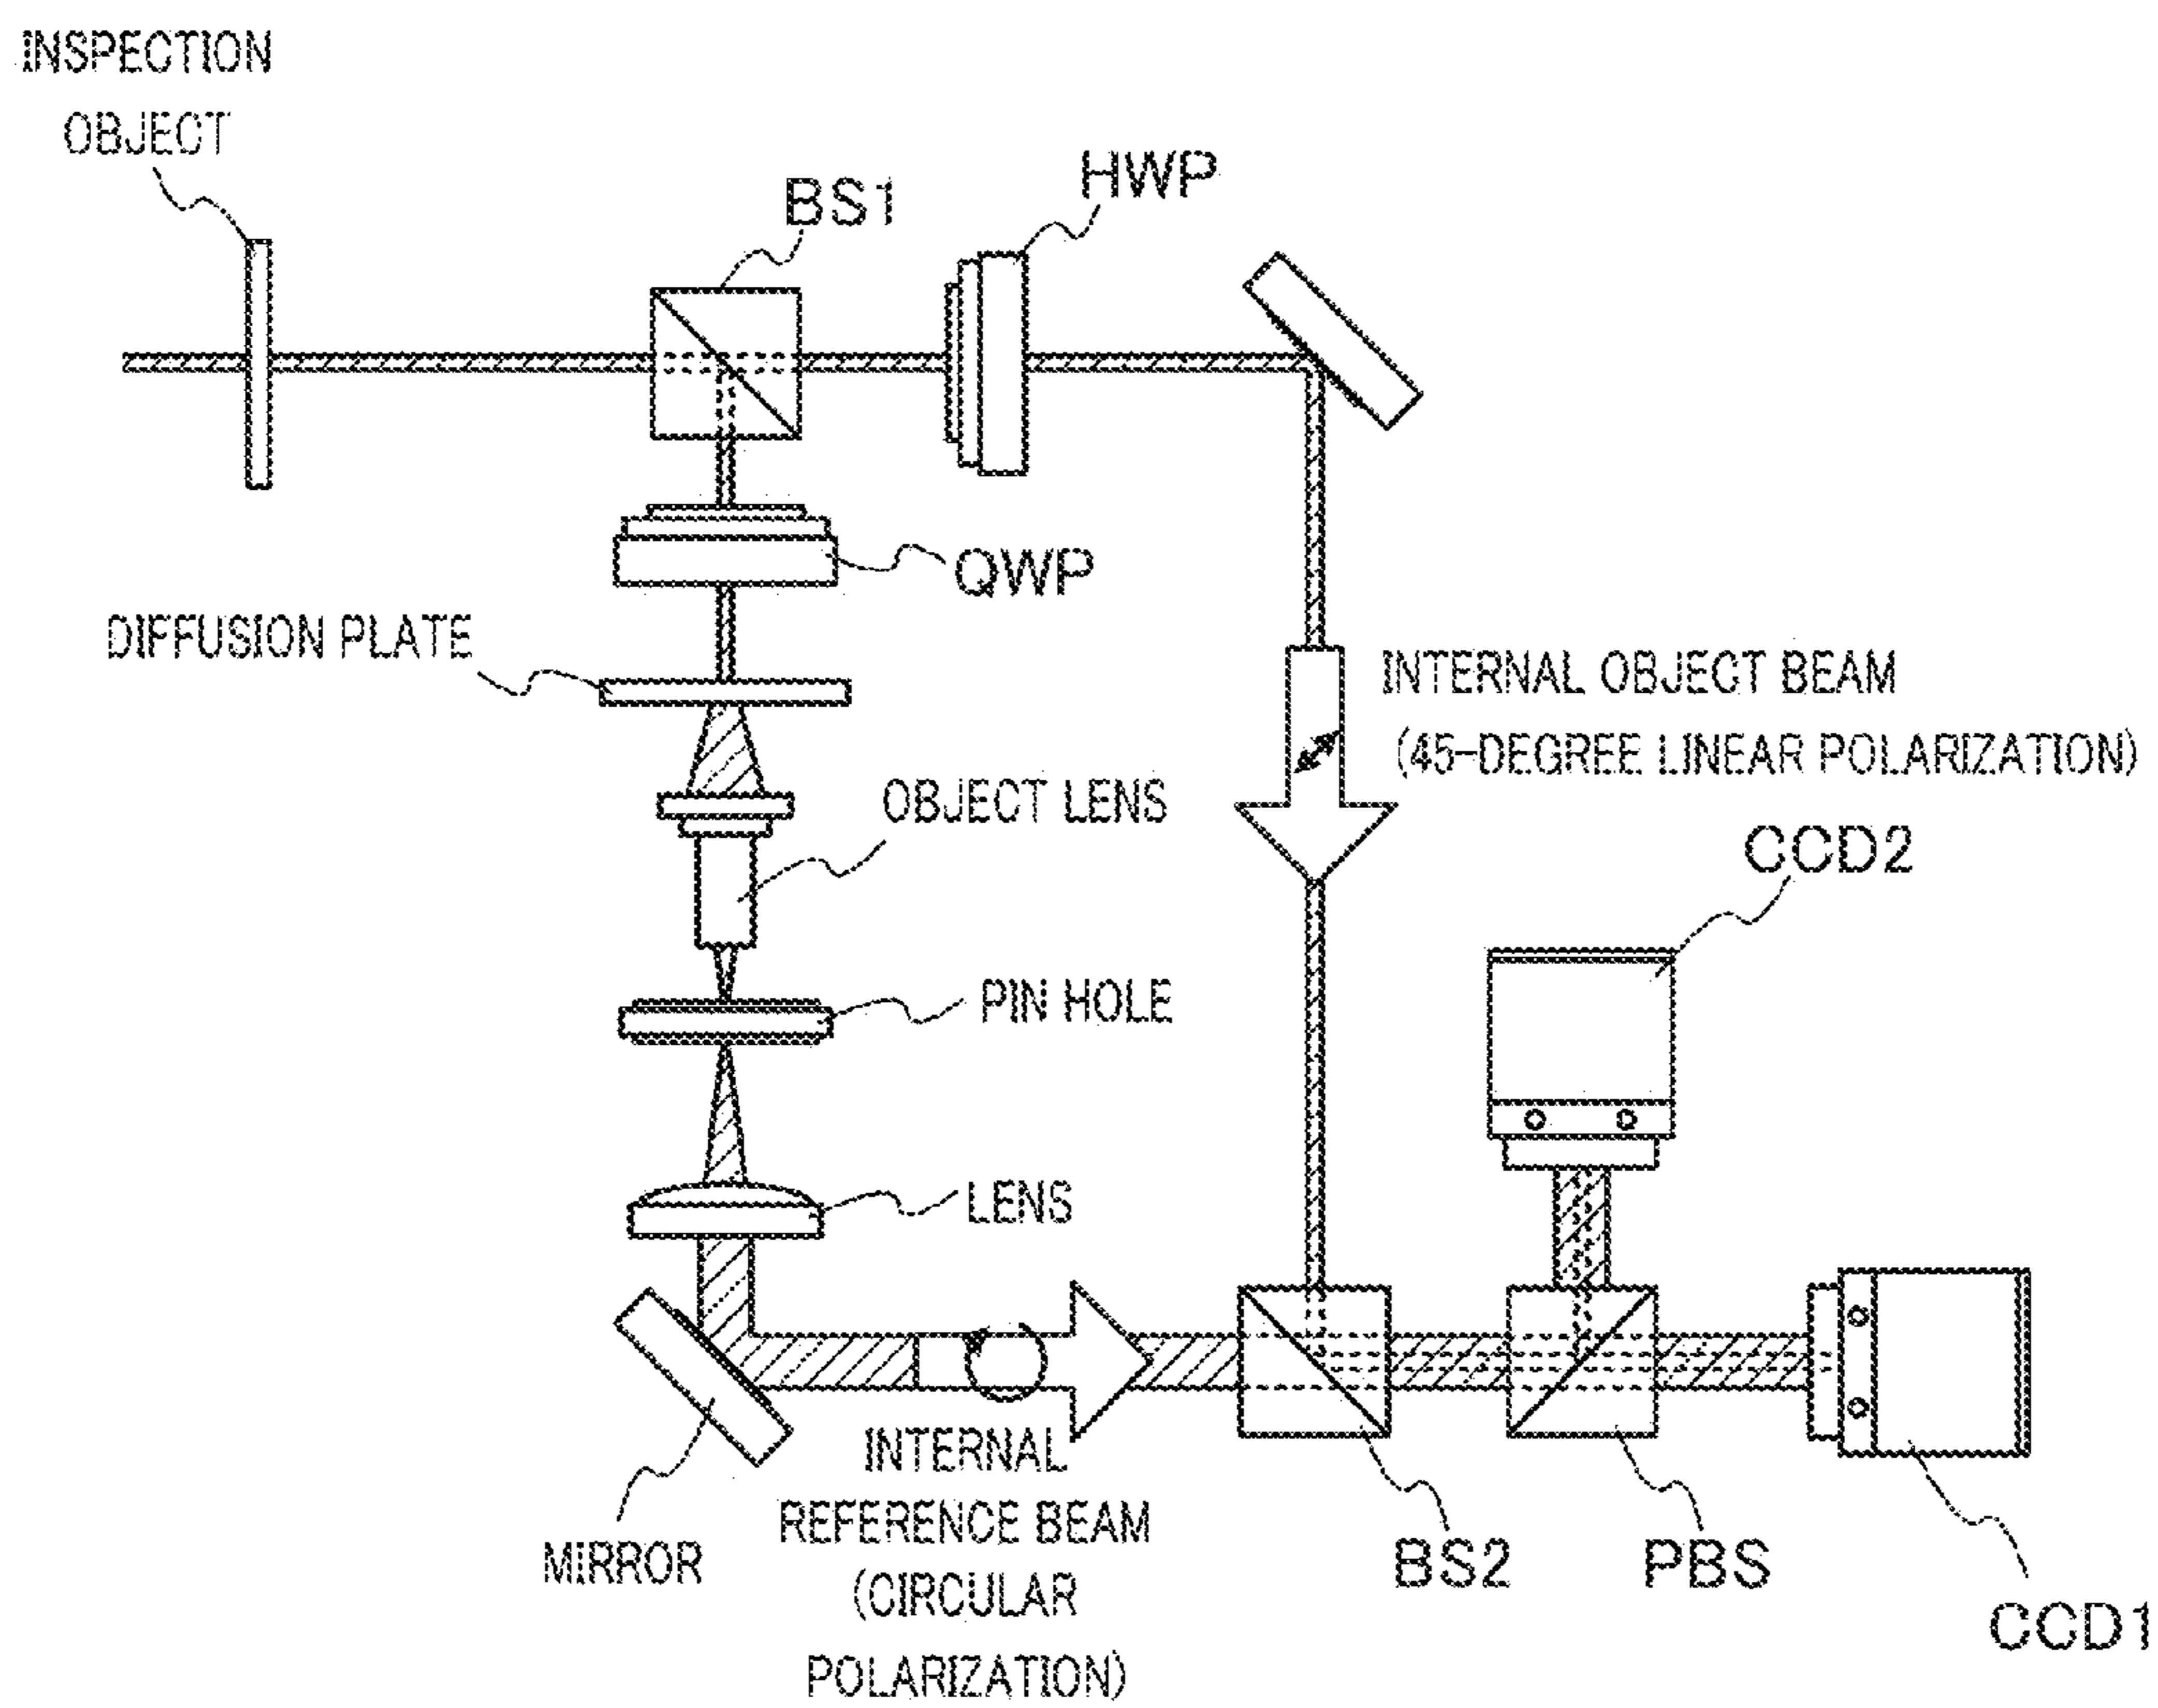 INSPECTION
OBJECT
BS1
HWP
QWP
DIFFUSION PLATE
INTERNAL OBJECT BEAM
(45-DEGREE LINEAR POLARIZATION)
OBJECT LENS
CCD2
PIN HOLE
LENS
INTERNAL
REFERENCE BEAM
(CIRCULAR
POLARIZATION)
MIRROR
BS2
PBS
CCD1